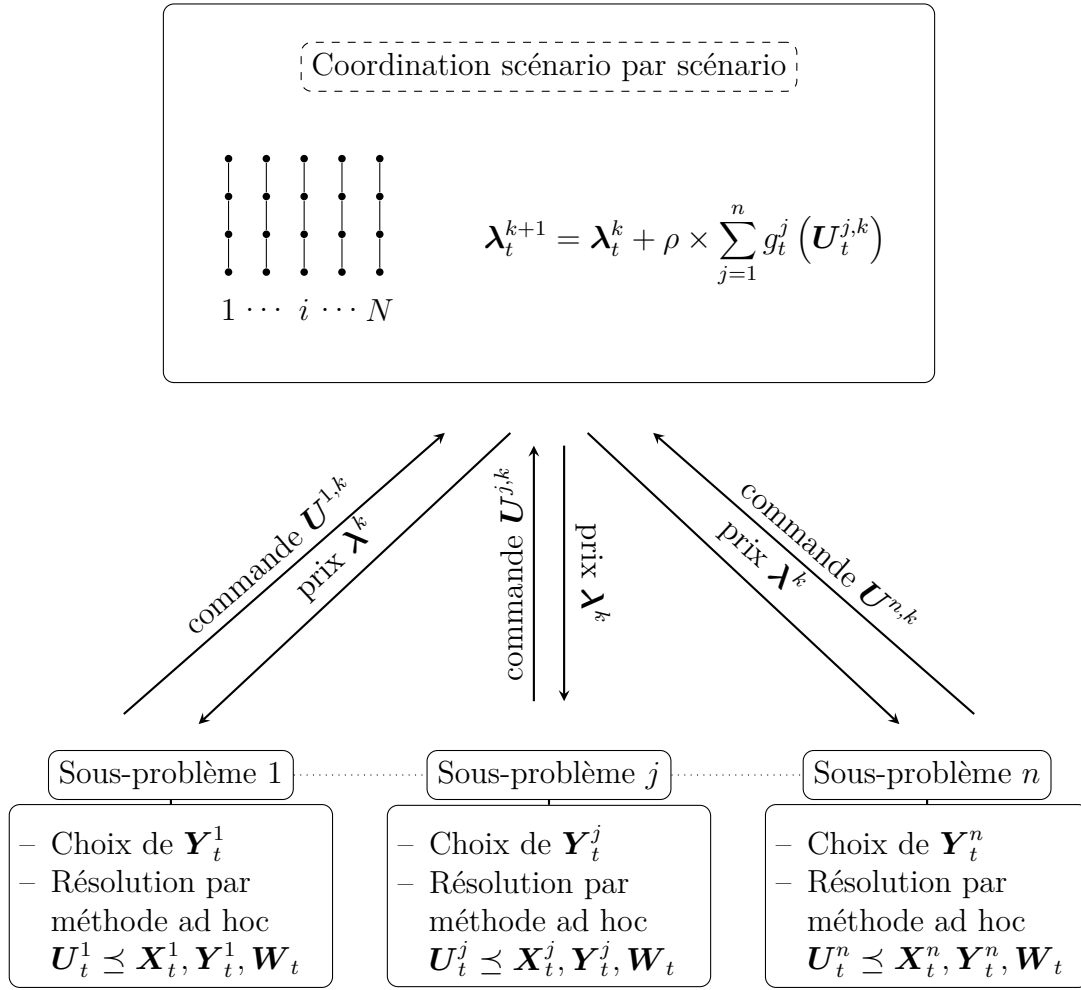 Coordination scénario par scénario
1 ··· i ··· N
λ_t^{k+1} = λ_t^k + ρ × ∑_{j=1}^{n} g_t^j (U_t^{j,k})
commande U^{1,k}
prix λ^k
commande U^{j,k}
prix λ^k
commande U^{n,k}
prix λ^k
Sous-problème 1
– Choix de Y_t^1
– Résolution par
méthode ad hoc
U_t^1 ⪯ X_t^1, Y_t^1, W_t
Sous-problème j
– Choix de Y_t^j
– Résolution par
méthode ad hoc
U_t^j ⪯ X_t^j, Y_t^j, W_t
Sous-problème n
– Choix de Y_t^n
– Résolution par
méthode ad hoc
U_t^n ⪯ X_t^n, Y_t^n, W_t